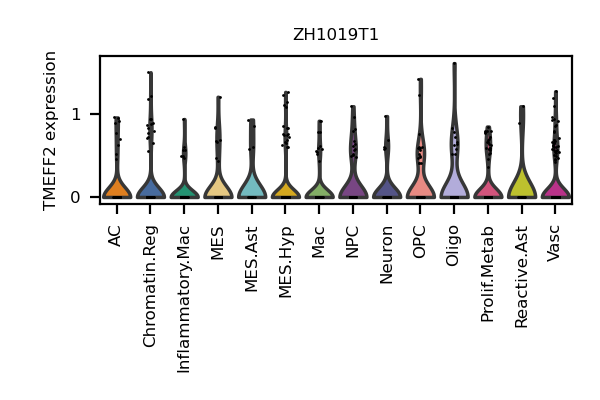 ZH1019T1
TMEFF2 expression
1
0
AC
Chromatin.Reg
Inflammatory.Mac
MES
MES.Ast
MES.Hyp
Mac
NPC
Neuron
OPC
Oligo
Prolif.Metab
Reactive.Ast
Vasc